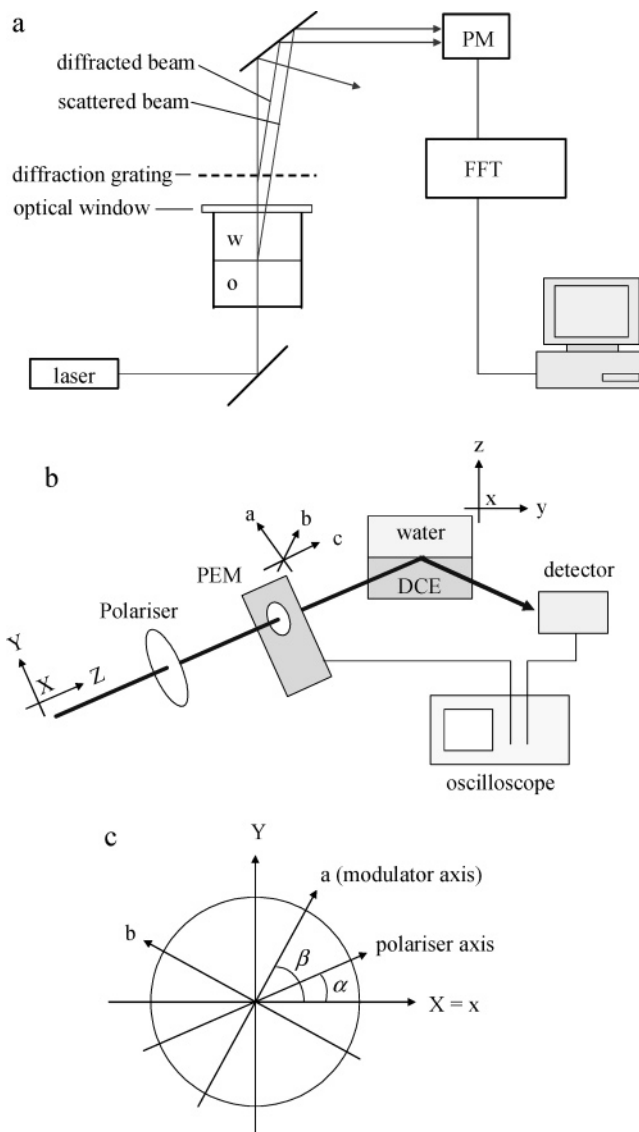 a
PM
diffracted beam
scattered beam
diffraction grating
FFT
optical window
w
o
laser
b
z
x
y
a
b
c
water
PEM
DCE
detector
Polariser
Y
X
Z
oscilloscope
c
Y
a (modulator axis)
b
polariser axis
β
α
X = x